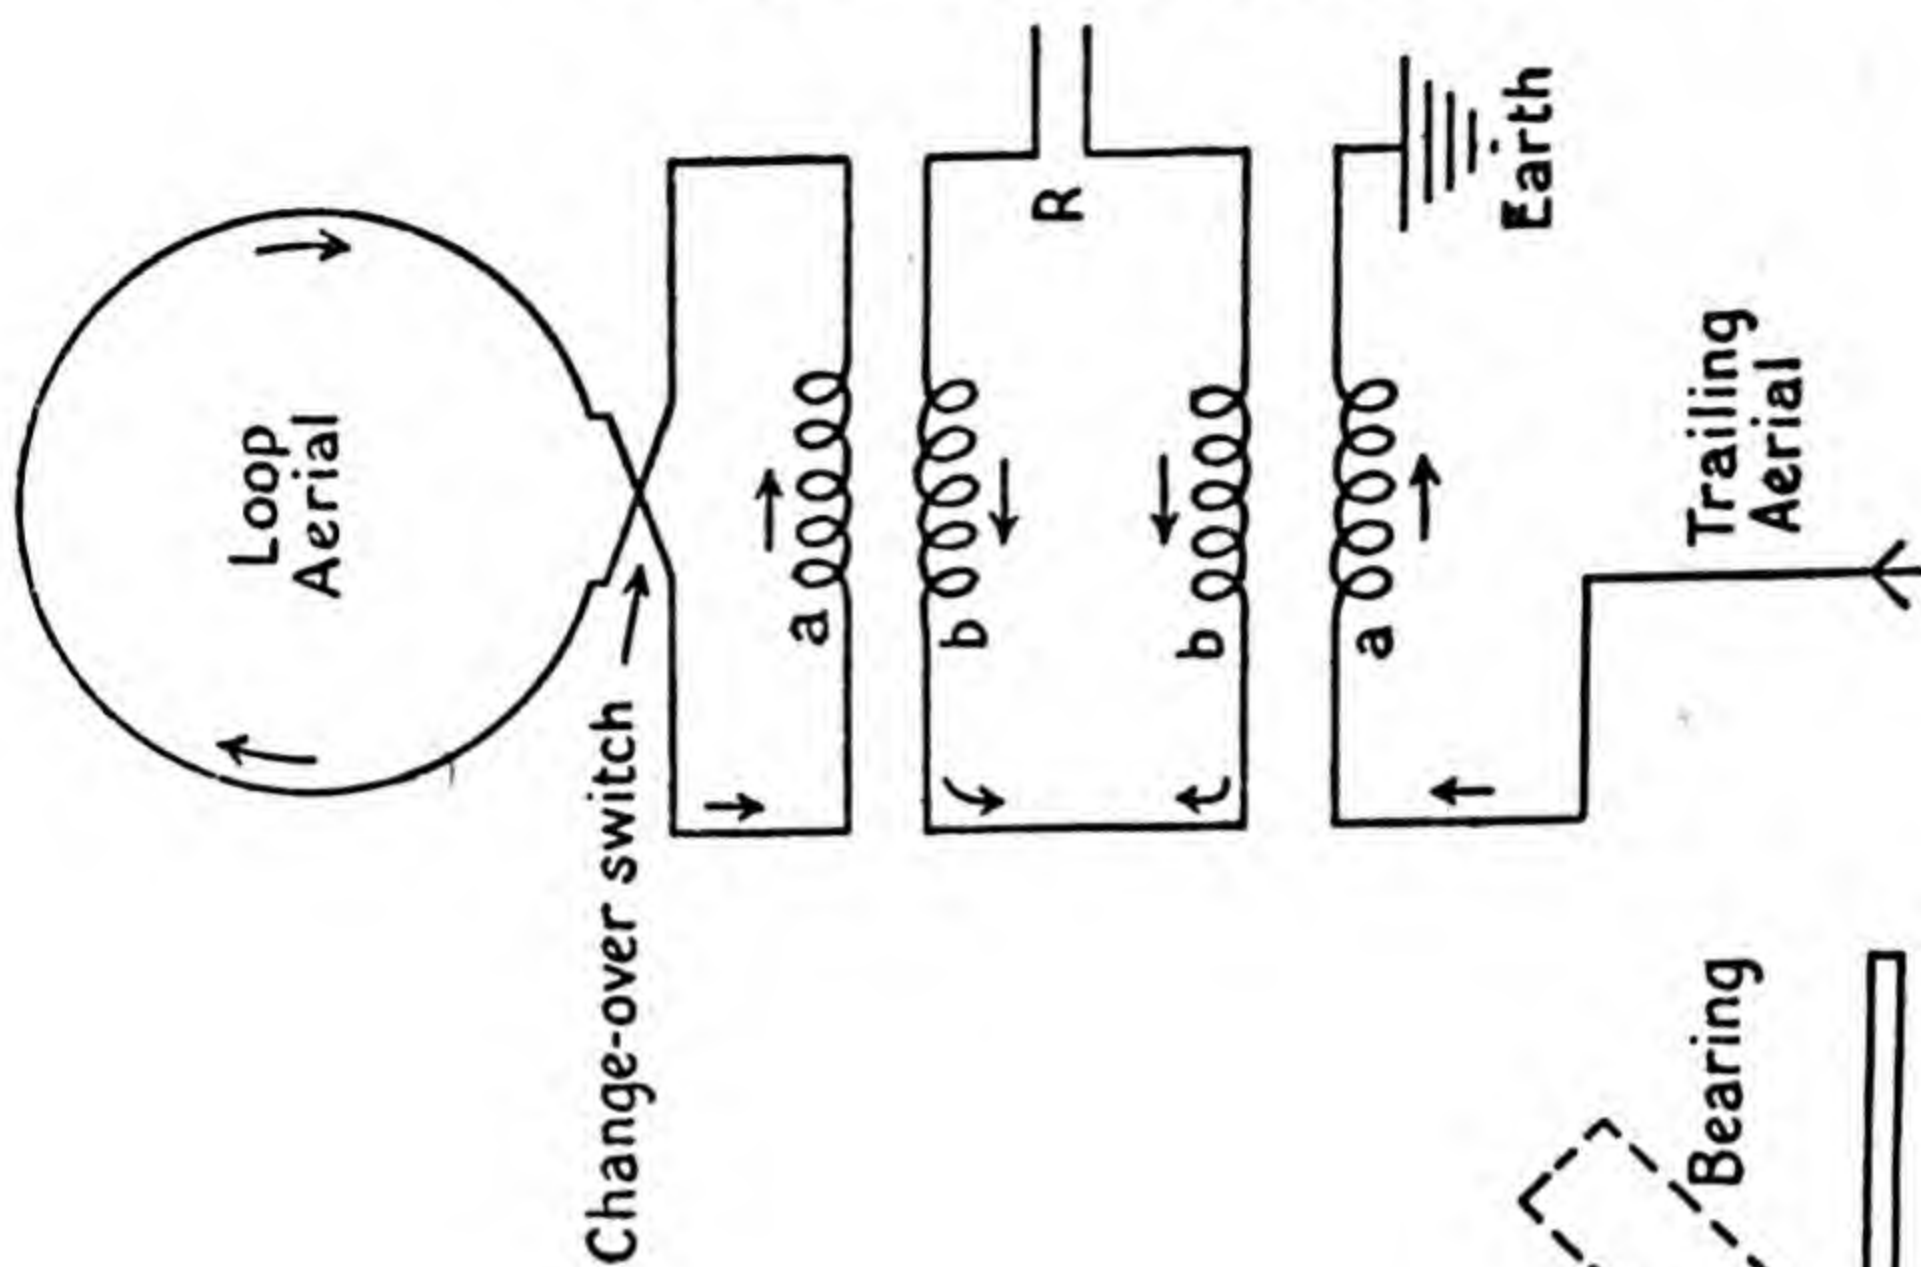 Loop
Aerial
Change-over switch
a
b
R
b
a
Earth
Trailing
Aerial
Bearing